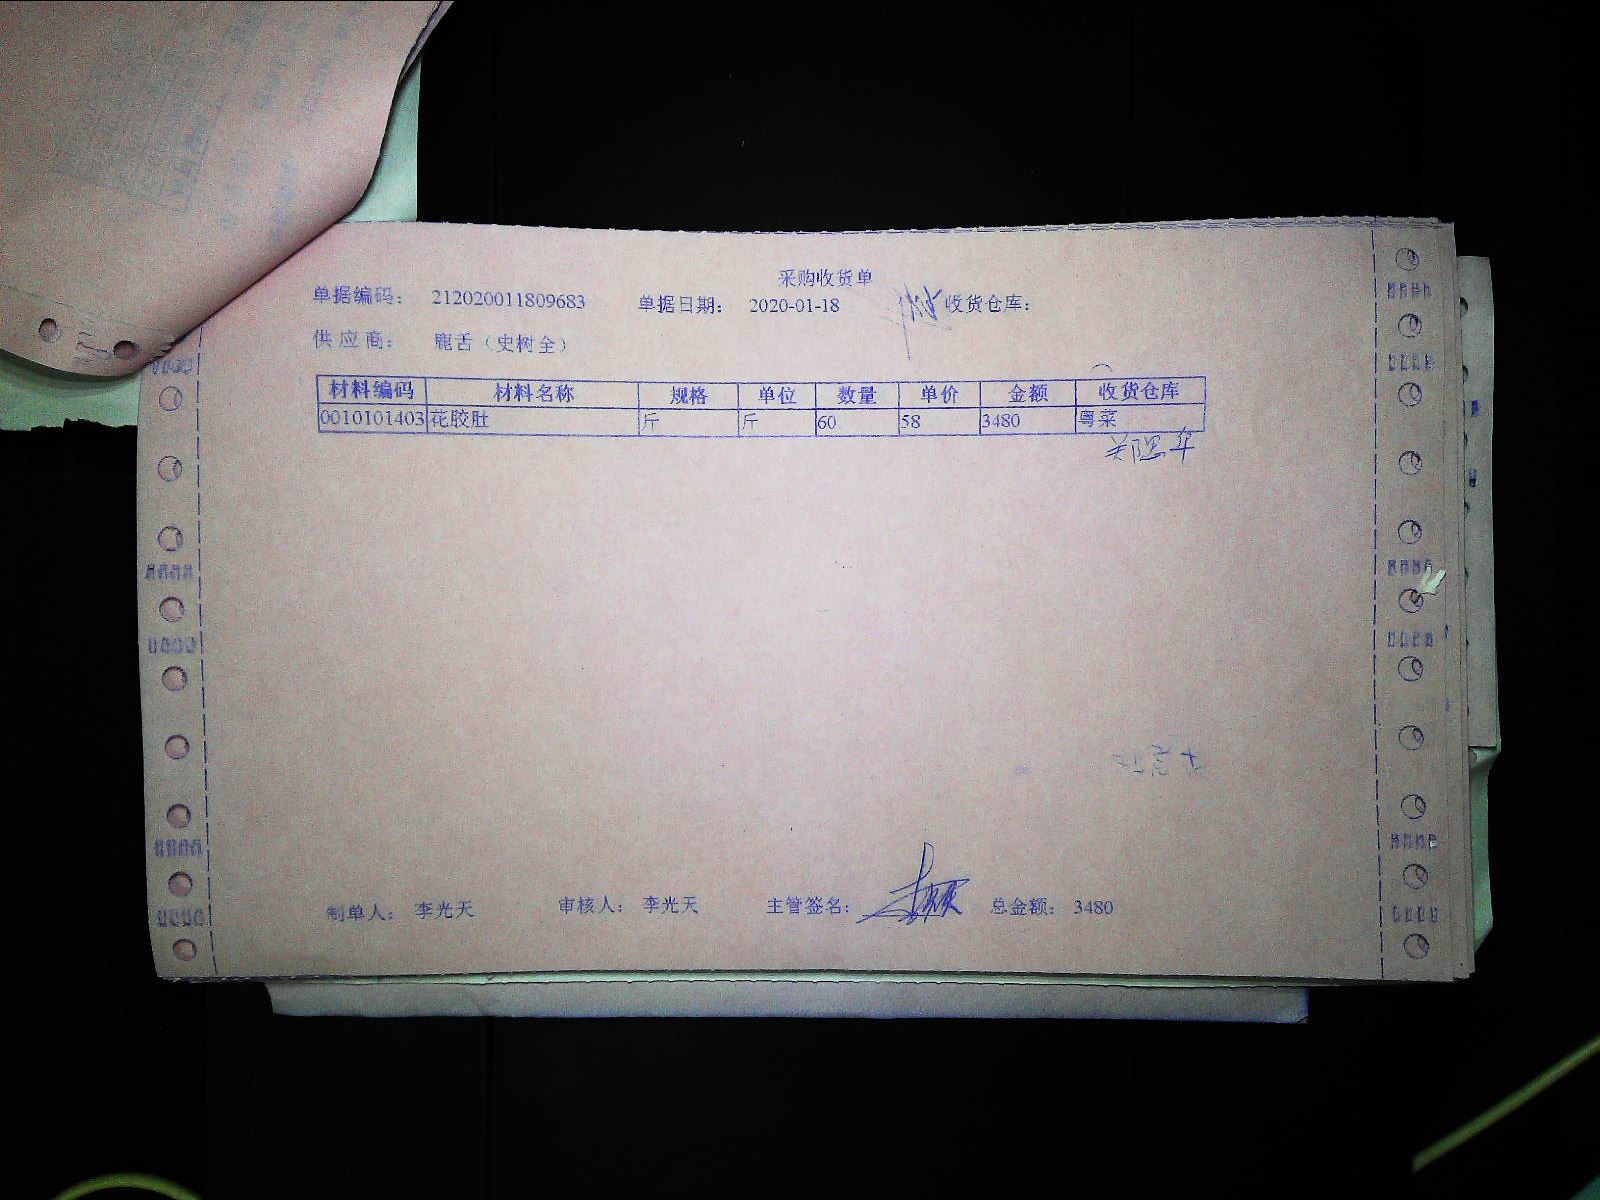 采购收货单
单据编码： 212020011809683 单据日期： 2020-01-18 收货仓库：
供应商： 鹿舌（史树全）
材料编码 材料名称 规格 单位 数量 单价 金额 收货仓库
0010101403 花胶肚 斤 斤 60 58 3480 粤菜
制单人： 李光天 审核人： 李光天 主管签名： 总金额： 3480